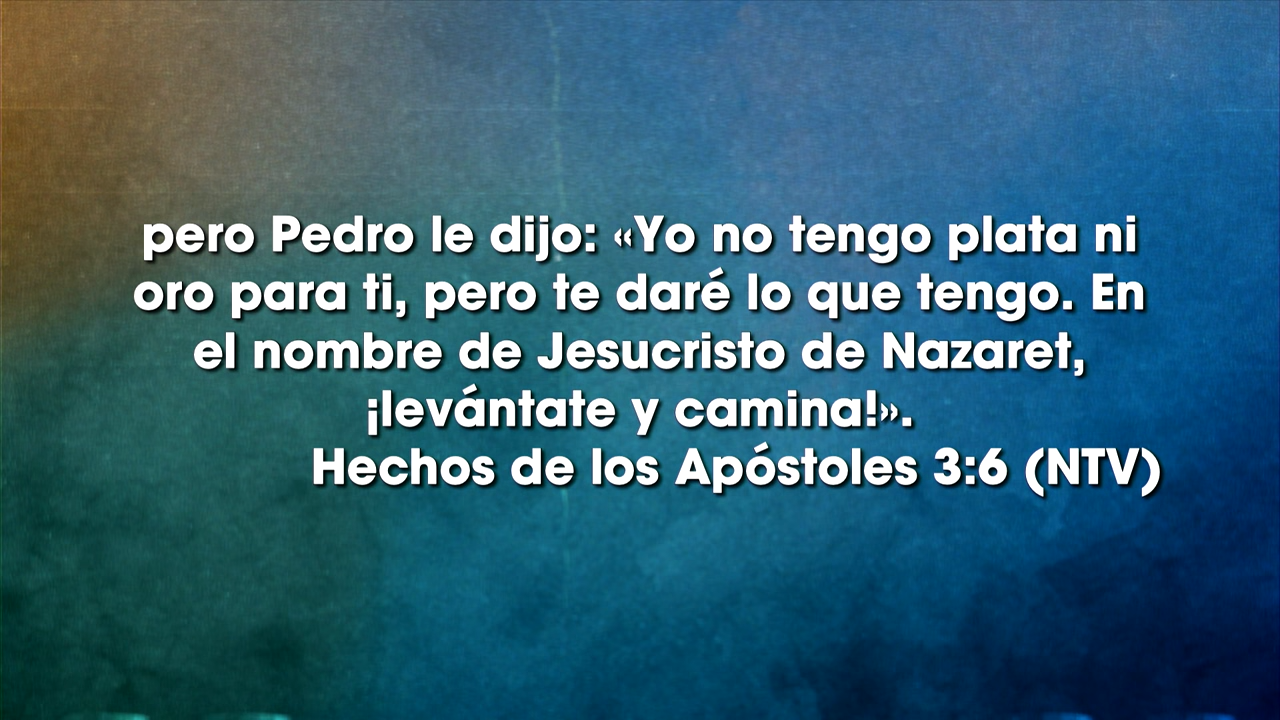 pero Pedro le dijo: «Yo no tengo plata ni
oro para ti, pero te daré lo que tengo. En
el nombre de Jesucristo de Nazaret,
¡levántate y camina!».
Hechos de los Apóstoles 3:6 (NTV)